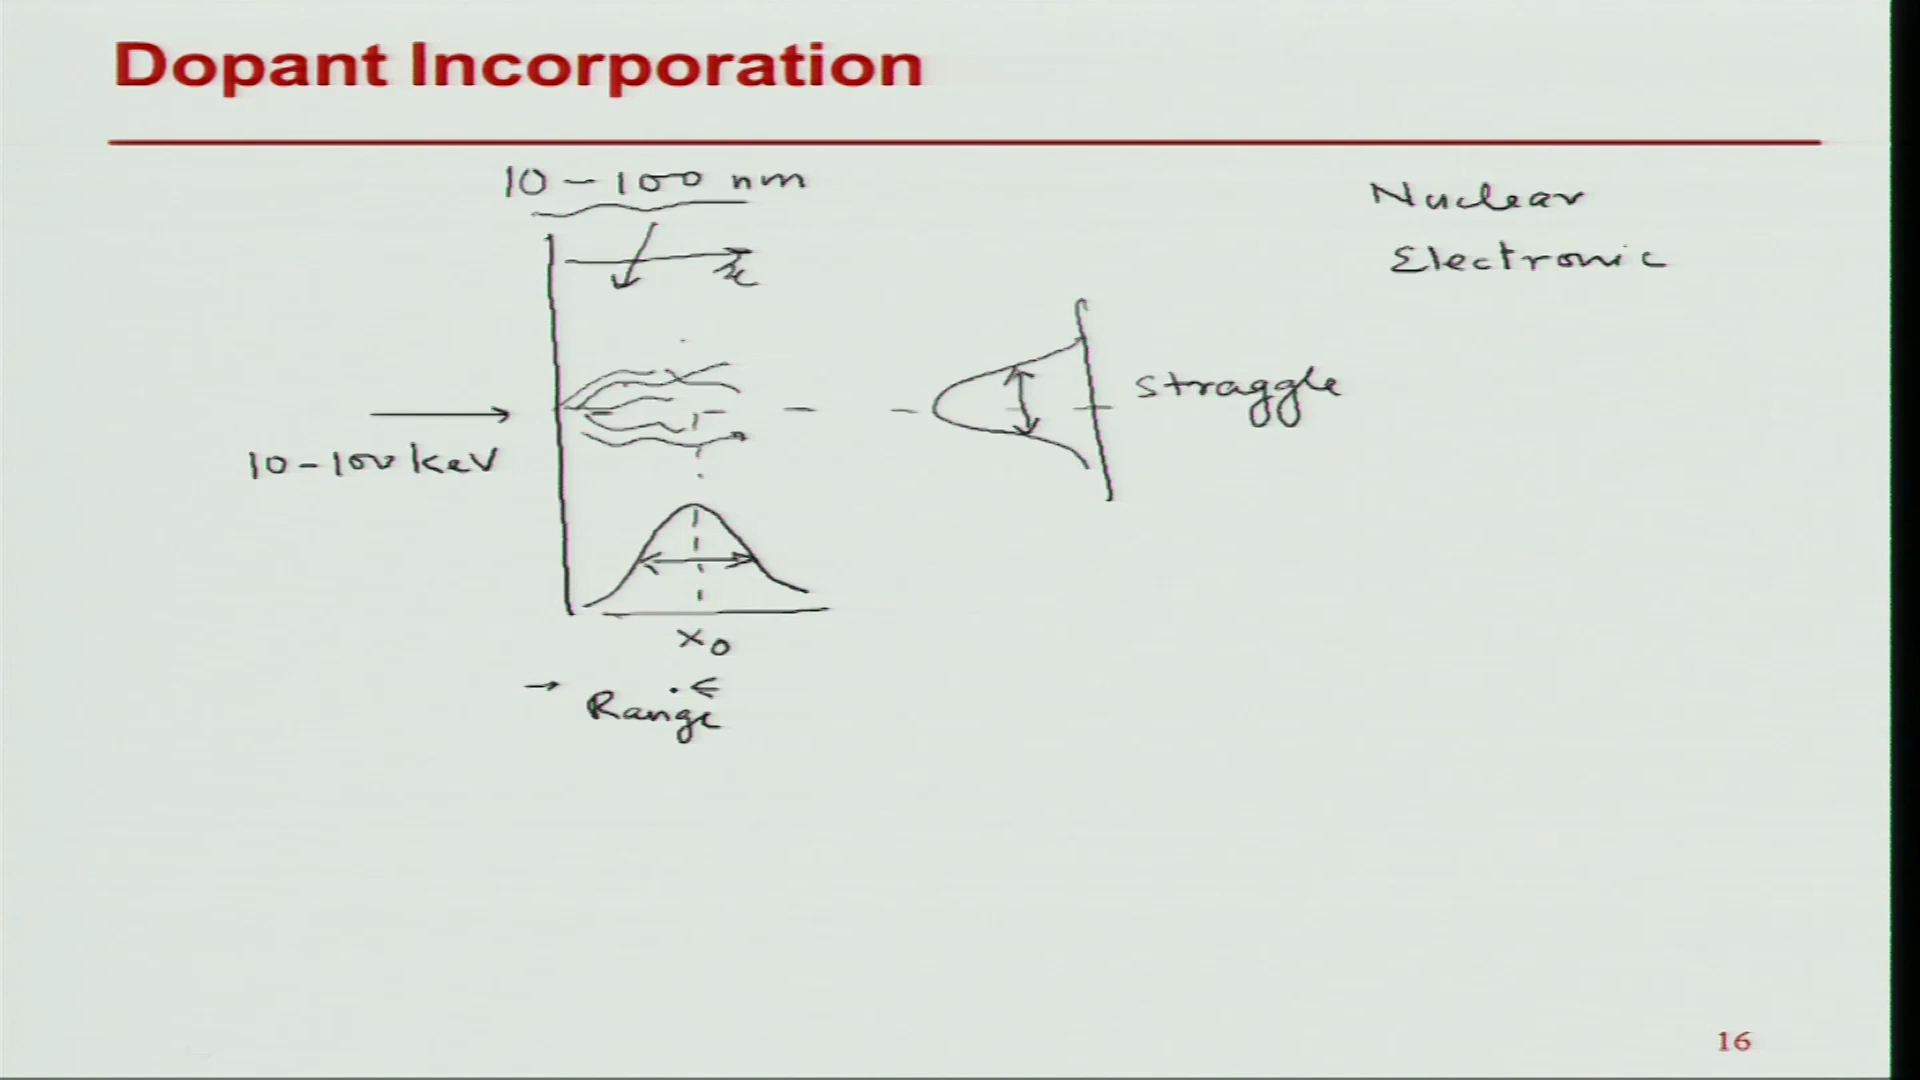 Dopant Incorporation
10-100 nm
x
Nuclear
Electronic
Straggle
10-100 keV
x0
Range
16